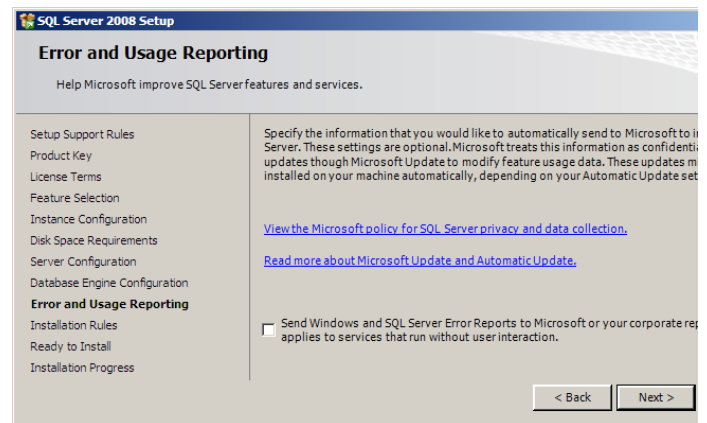 SQL Server 2008 Setup
Error and Usage Reporting
Help Microsoft improve SQL Server features and services.
Setup Support Rules
Product Key
License Terms
Feature Selection
Instance Configuration
Disk Space Requirements
Server Configuration
Database Engine Configuration
Error and Usage Reporting
Installation Rules
Ready to Install
Installation Progress
Specify the information that you would like to automatically send to Microsoft to
Server. These settings are optional. Microsoft treats this information as
updates though Microsoft Update to modify feature usage data. These updates
installed on your machine automatically, depending on your Automatic Update
View the Microsoft policy for SQL Server privacy and data collection.
Read more about Microsoft Update and Automatic Update.
Send Windows and SQL Server Error Reports to Microsoft or your corporate
applies to services that run without user interaction.
< Back
Next >